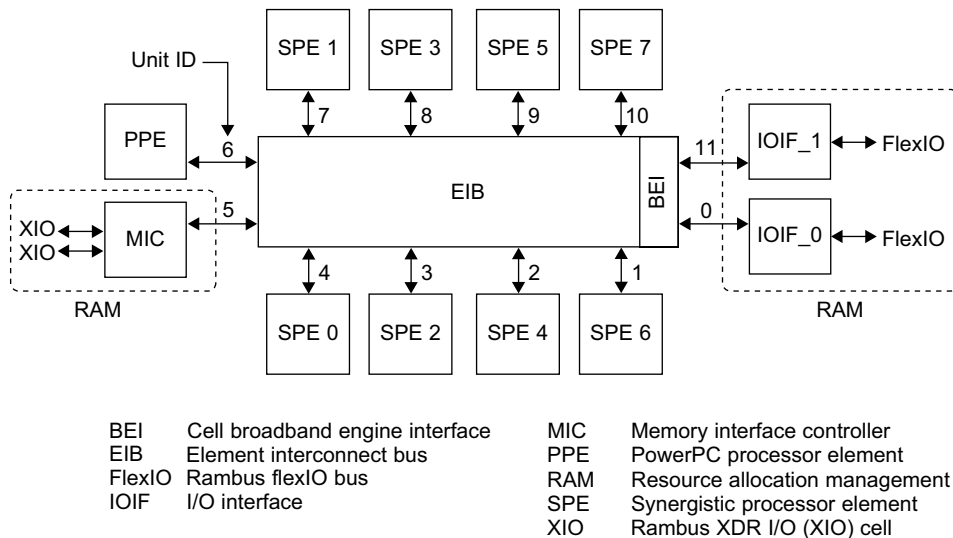 SPE 1
SPE 3
SPE 5
SPE 7
Unit ID
7
8
9
10
PPE
6
EIB
BEI
11
IOIF_1
FlexIO
XIO
XIO
MIC
5
0
IOIF_0
FlexIO
RAM
4
3
2
1
RAM
SPE 0
SPE 2
SPE 4
SPE 6
BEI Cell broadband engine interface
EIB Element interconnect bus
FlexIO Rambus flexIO bus
IOIF I/O interface
MIC Memory interface controller
PPE PowerPC processor element
RAM Resource allocation management
SPE Synergistic processor element
XIO Rambus XDR I/O (XIO) cell